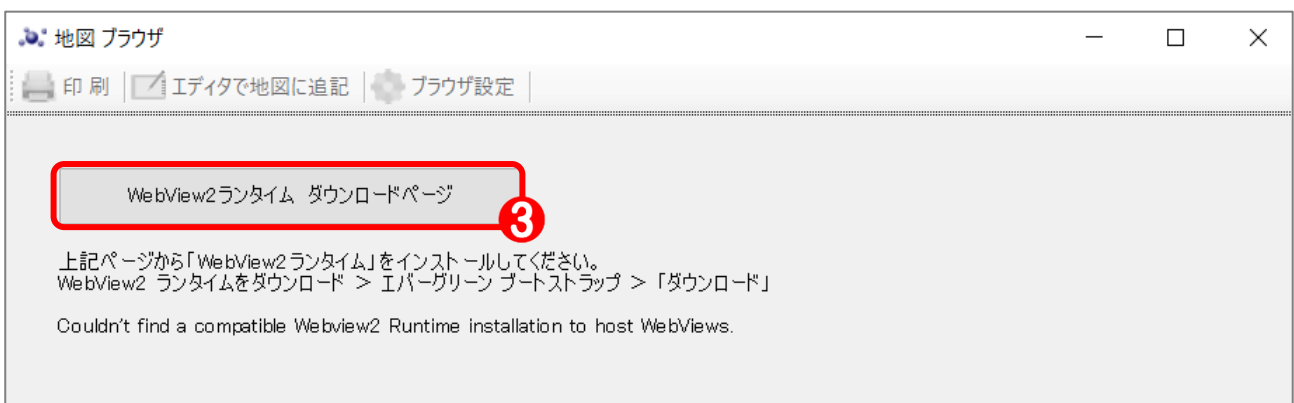 地図 ブラウザ
印 刷 エディタで地図に追記 ブラウザ設定
WebView2ランタイム ダウンロードページ
3
上記ページから「WebView2ランタイム」をインストールしてください。
WebView2 ランタイムをダウンロード > エバーグリーン ブートストラップ > 「ダウンロード」
Couldn't find a compatible Webview2 Runtime installation to host WebViews.